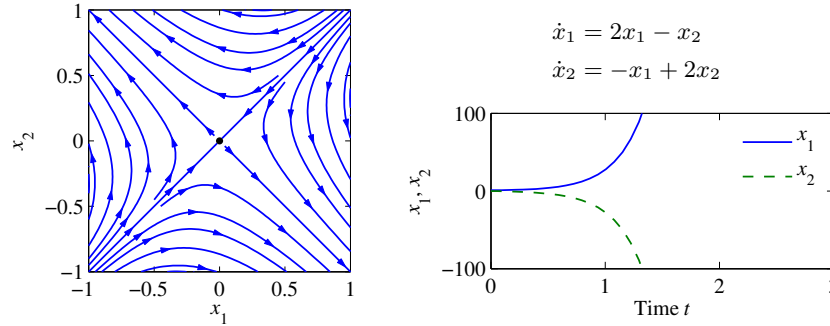 1
0.5
0
−0.5
−1
−1
−0.5
0
0.5
1
x₁
x₂
ẋ₁ = 2x₁ − x₂
ẋ₂ = −x₁ + 2x₂
100
0
−100
0
1
2
3
Time t
x₁, x₂
x₁
x₂